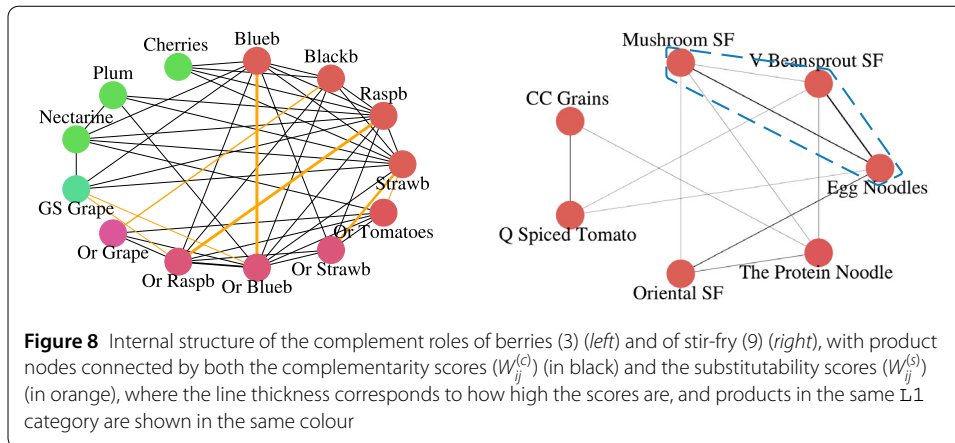 Cherries
Blueb
Blackb
Plum
Raspb
Nectarine
Strawb
GS Grape
Or Tomatoes
Or Grape
Or Strawb
Or Raspb
Or Blueb
Mushroom SF
V Beansprout SF
CC Grains
Egg Noodles
Q Spiced Tomato
The Protein Noodle
Oriental SF
Figure 8 Internal structure of the complement roles of berries (3) (left) and of stir-fry (9) (right), with product
nodes connected by both the complementarity scores (W_{ij}^{(c)}) (in black) and the substitutability scores (W_{ij}^{(s)})
(in orange), where the line thickness corresponds to how high the scores are, and products in the same L1
category are shown in the same colour